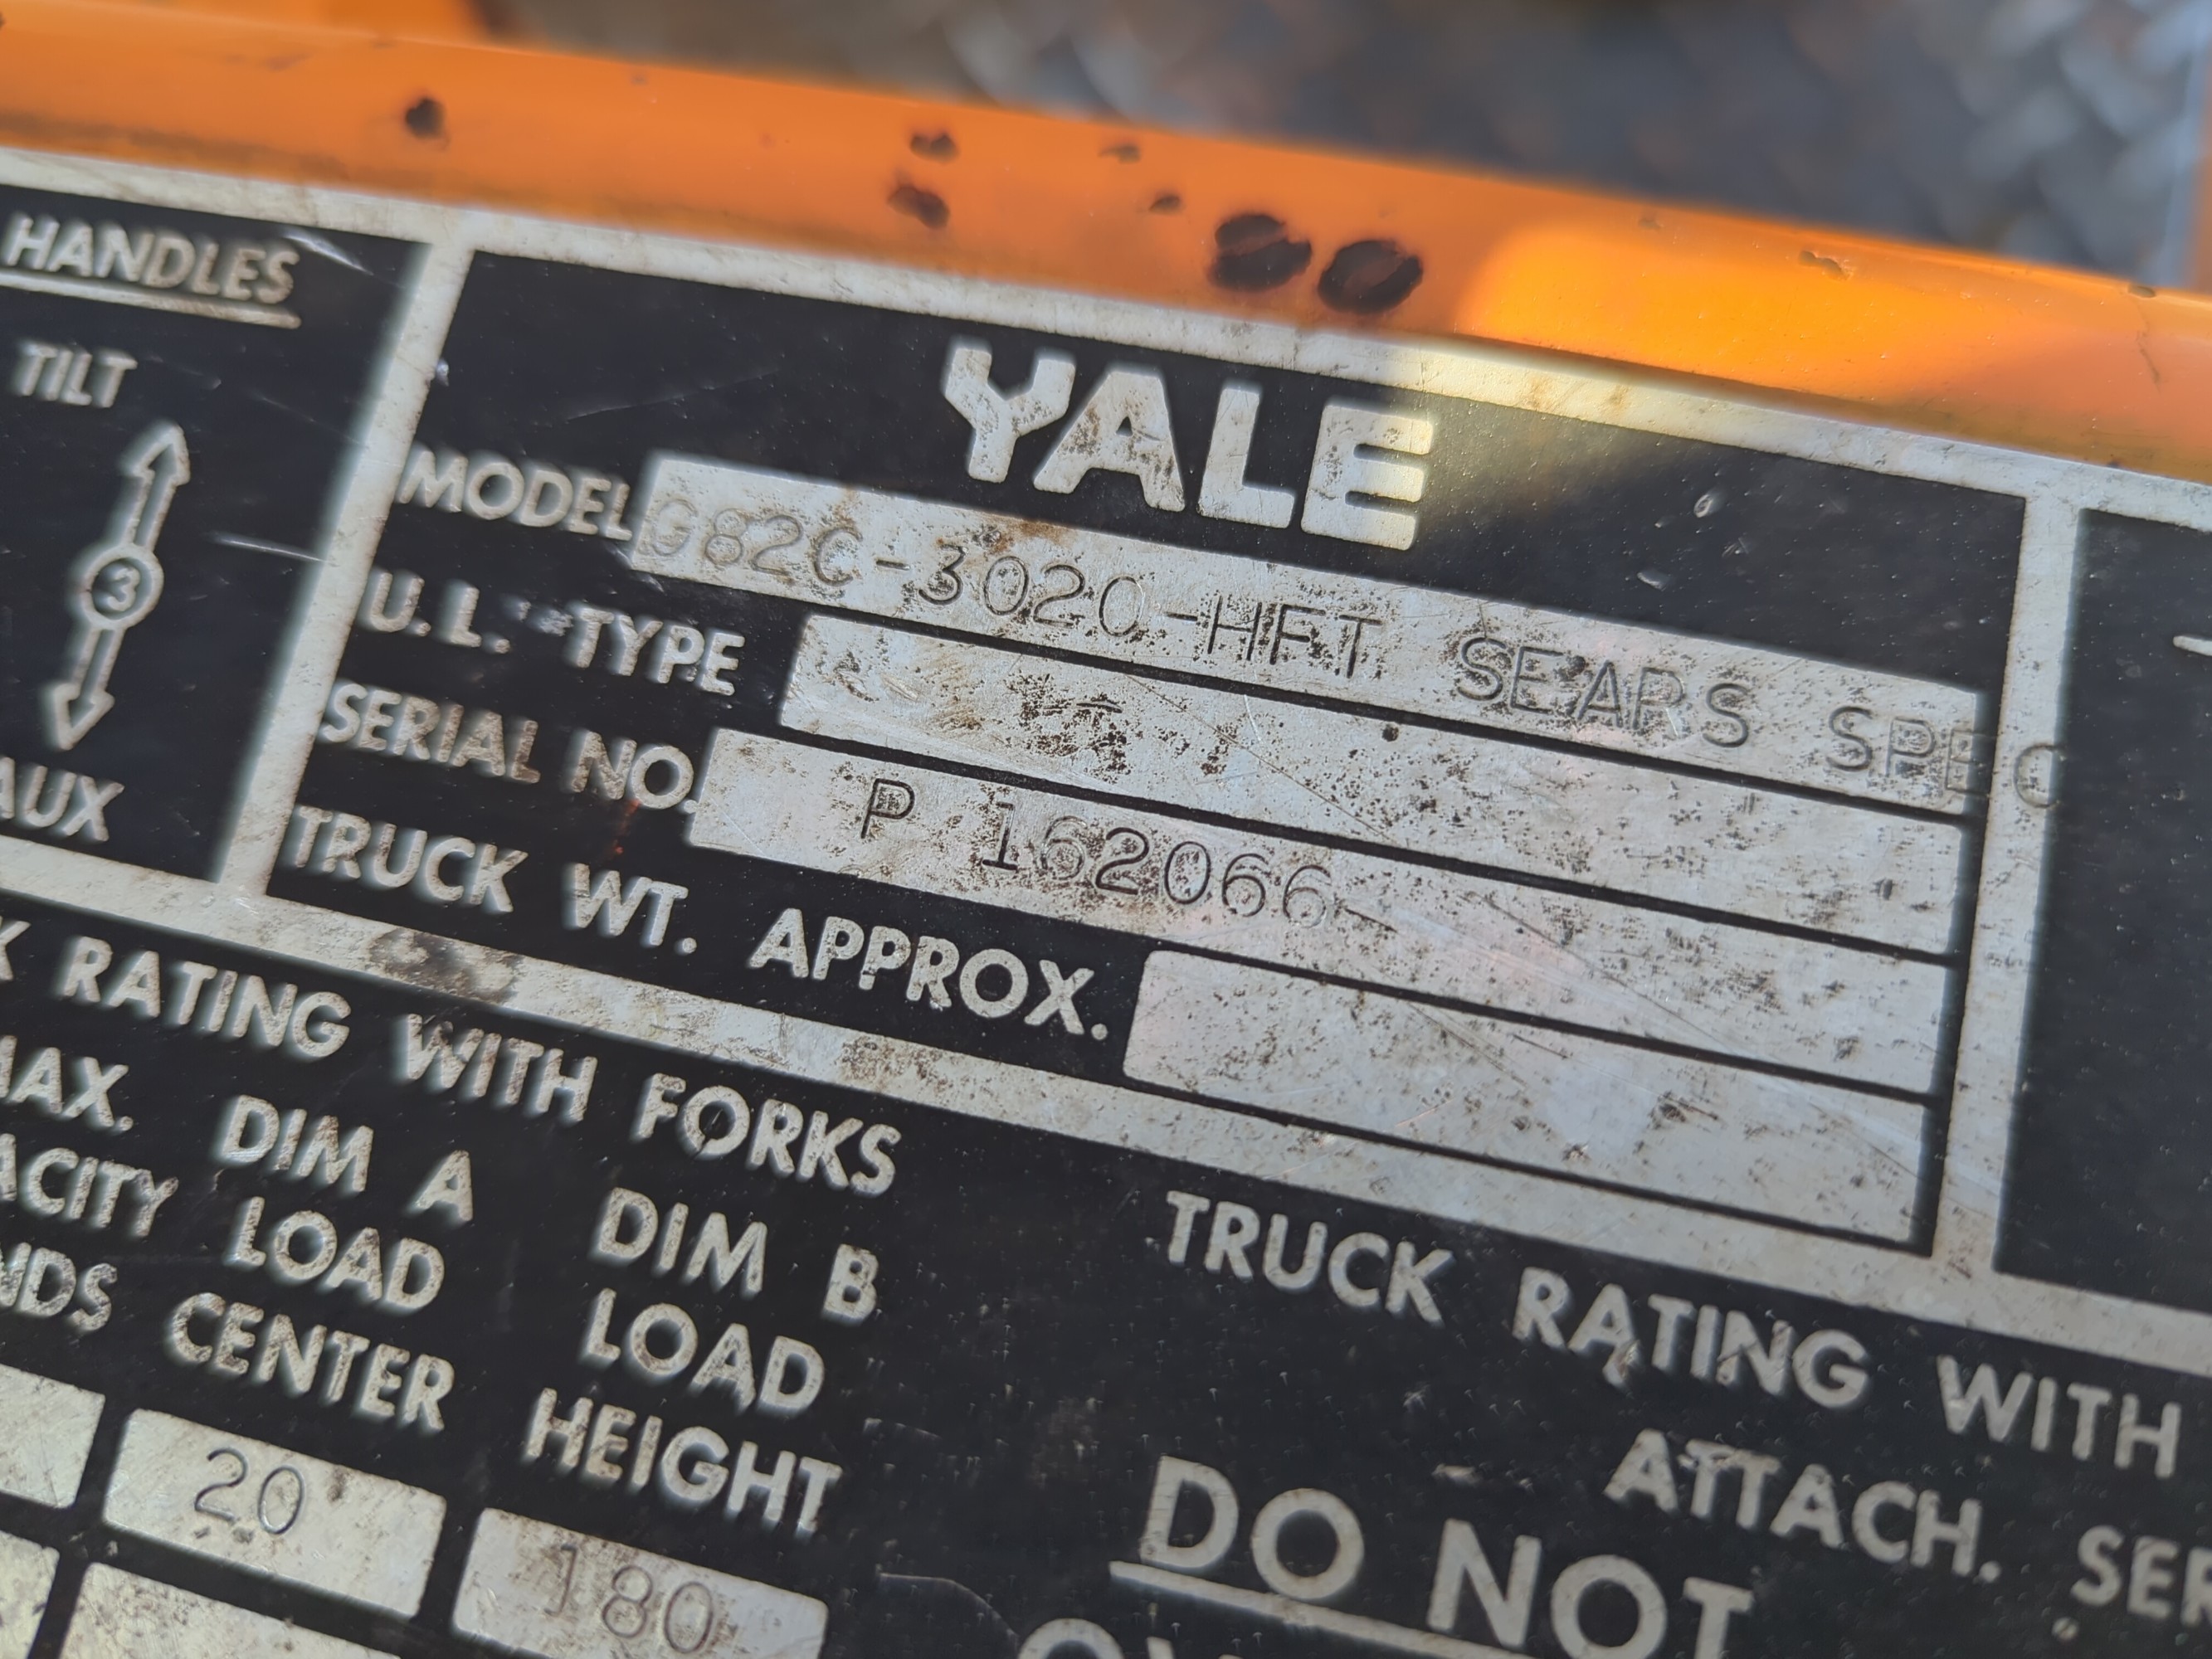 HANDLES
TILT
3
AUX
YALE
MODEL G82C-3020-HFT SEARS SPEC
U.L. TYPE
SERIAL NO. P 162066
TRUCK WT. APPROX.
K RATING WITH FORKS
MAX. DIM A DIM B
ACITY LOAD LOAD
NDS CENTER HEIGHT
20 180
TRUCK RATING WITH
ATTACH. SER
DO NOT